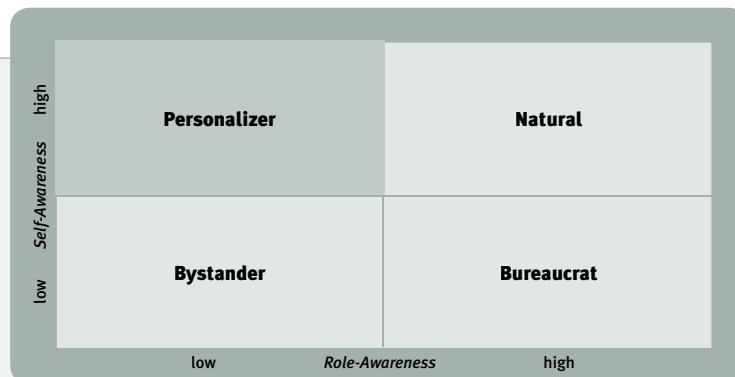 high
Personalizer
Natural
Self-Awareness
low
Bystander
Bureaucrat
low
Role-Awareness
high